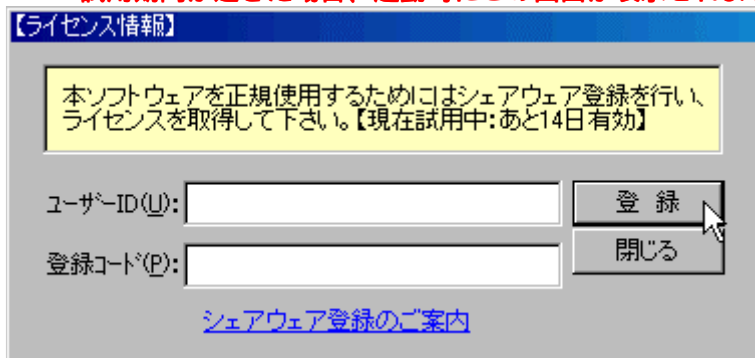 【ライセンス情報】
本ソフトウェアを正規使用するためにはシェアウェア登録を行い、
ライセンスを取得して下さい。【現在試用中:あと14日有効】
ユーザーID(U):
登 録
登録コード(P):
閉じる
シェアウェア登録のご案内